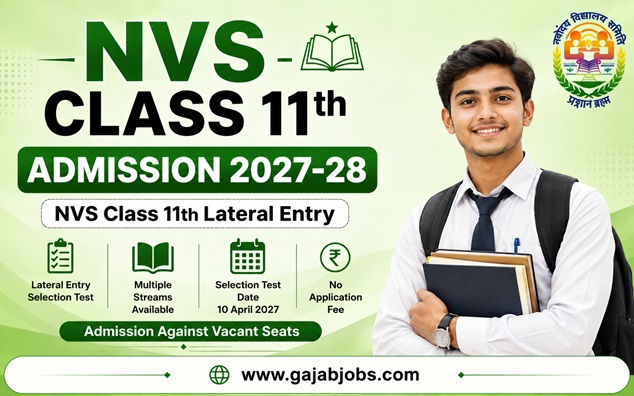 NVS
CLASS 11th
ADMISSION 2027-28
NVS Class 11th Lateral Entry
Lateral Entry
Selection Test
Multiple
Streams
Available
Selection Test
Date
10 April 2027
No
Application
Fee
Admission Against Vacant Seats
www.gajabjobs.com
नवोदय विद्यालय समिति
प्रज्ञानं ब्रह्म